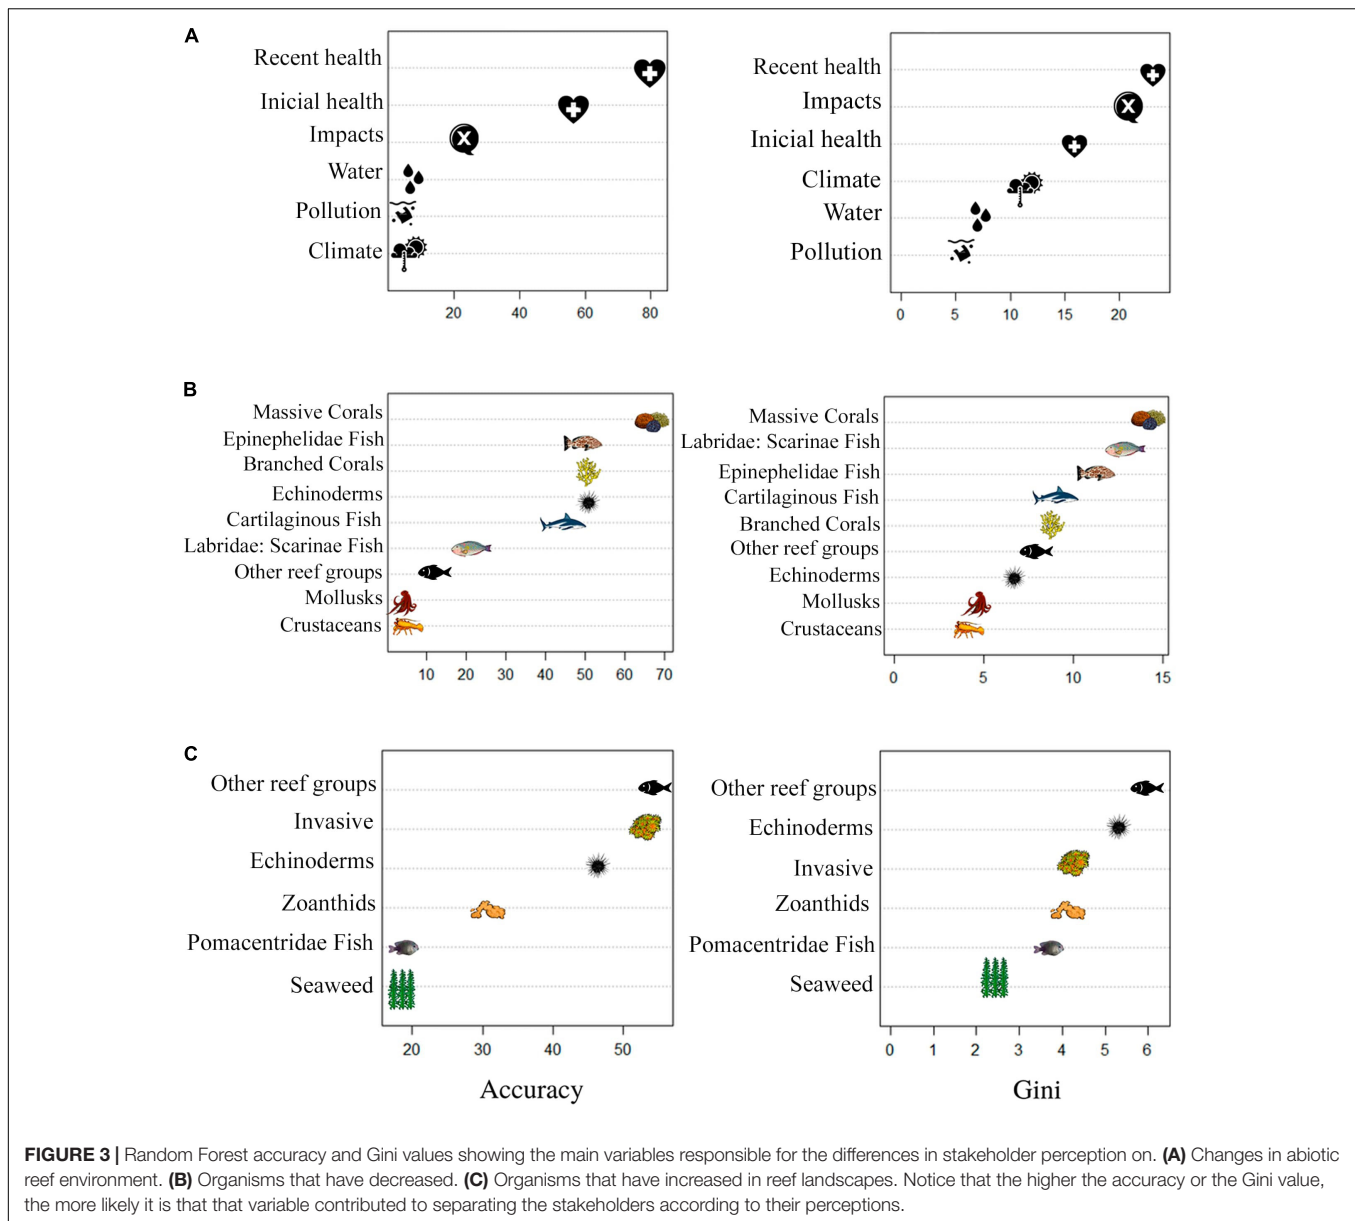 A
Recent health
Inicial health
Impacts
Water
Pollution
Climate
20 40 60 80
Recent health
Impacts
Inicial health
Climate
Water
Pollution
0 5 10 15 20
B
Massive Corals
Epinephelidae Fish
Branched Corals
Echinoderms
Cartilaginous Fish
Labridae: Scarinae Fish
Other reef groups
Mollusks
Crustaceans
10 20 30 40 50 60 70
Massive Corals
Labridae: Scarinae Fish
Epinephelidae Fish
Cartilaginous Fish
Branched Corals
Other reef groups
Echinoderms
Mollusks
Crustaceans
0 5 10 15
C
Other reef groups
Invasive
Echinoderms
Zoanthids
Pomacentridae Fish
Seaweed
20 30 40 50
Accuracy
Other reef groups
Echinoderms
Invasive
Zoanthids
Pomacentridae Fish
Seaweed
0 1 2 3 4 5 6
Gini
FIGURE 3 | Random Forest accuracy and Gini values showing the main variables responsible for the differences in stakeholder perception on. (A) Changes in abiotic
reef environment. (B) Organisms that have decreased. (C) Organisms that have increased in reef landscapes. Notice that the higher the accuracy or the Gini value,
the more likely it is that that variable contributed to separating the stakeholders according to their perceptions.